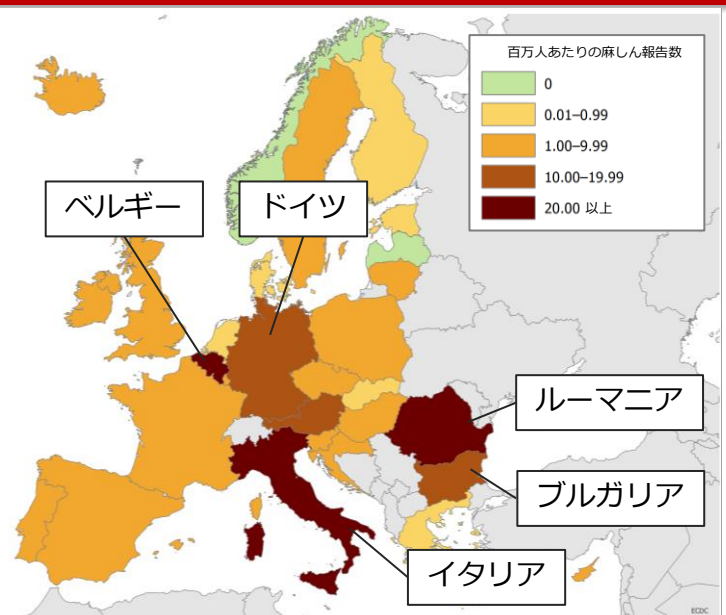 百万人あたりの麻しん報告数
0
0.01–0.99
1.00–9.99
10.00–19.99
20.00 以上
ベルギー
ドイツ
ルーマニア
ブルガリア
イタリア
ECDC